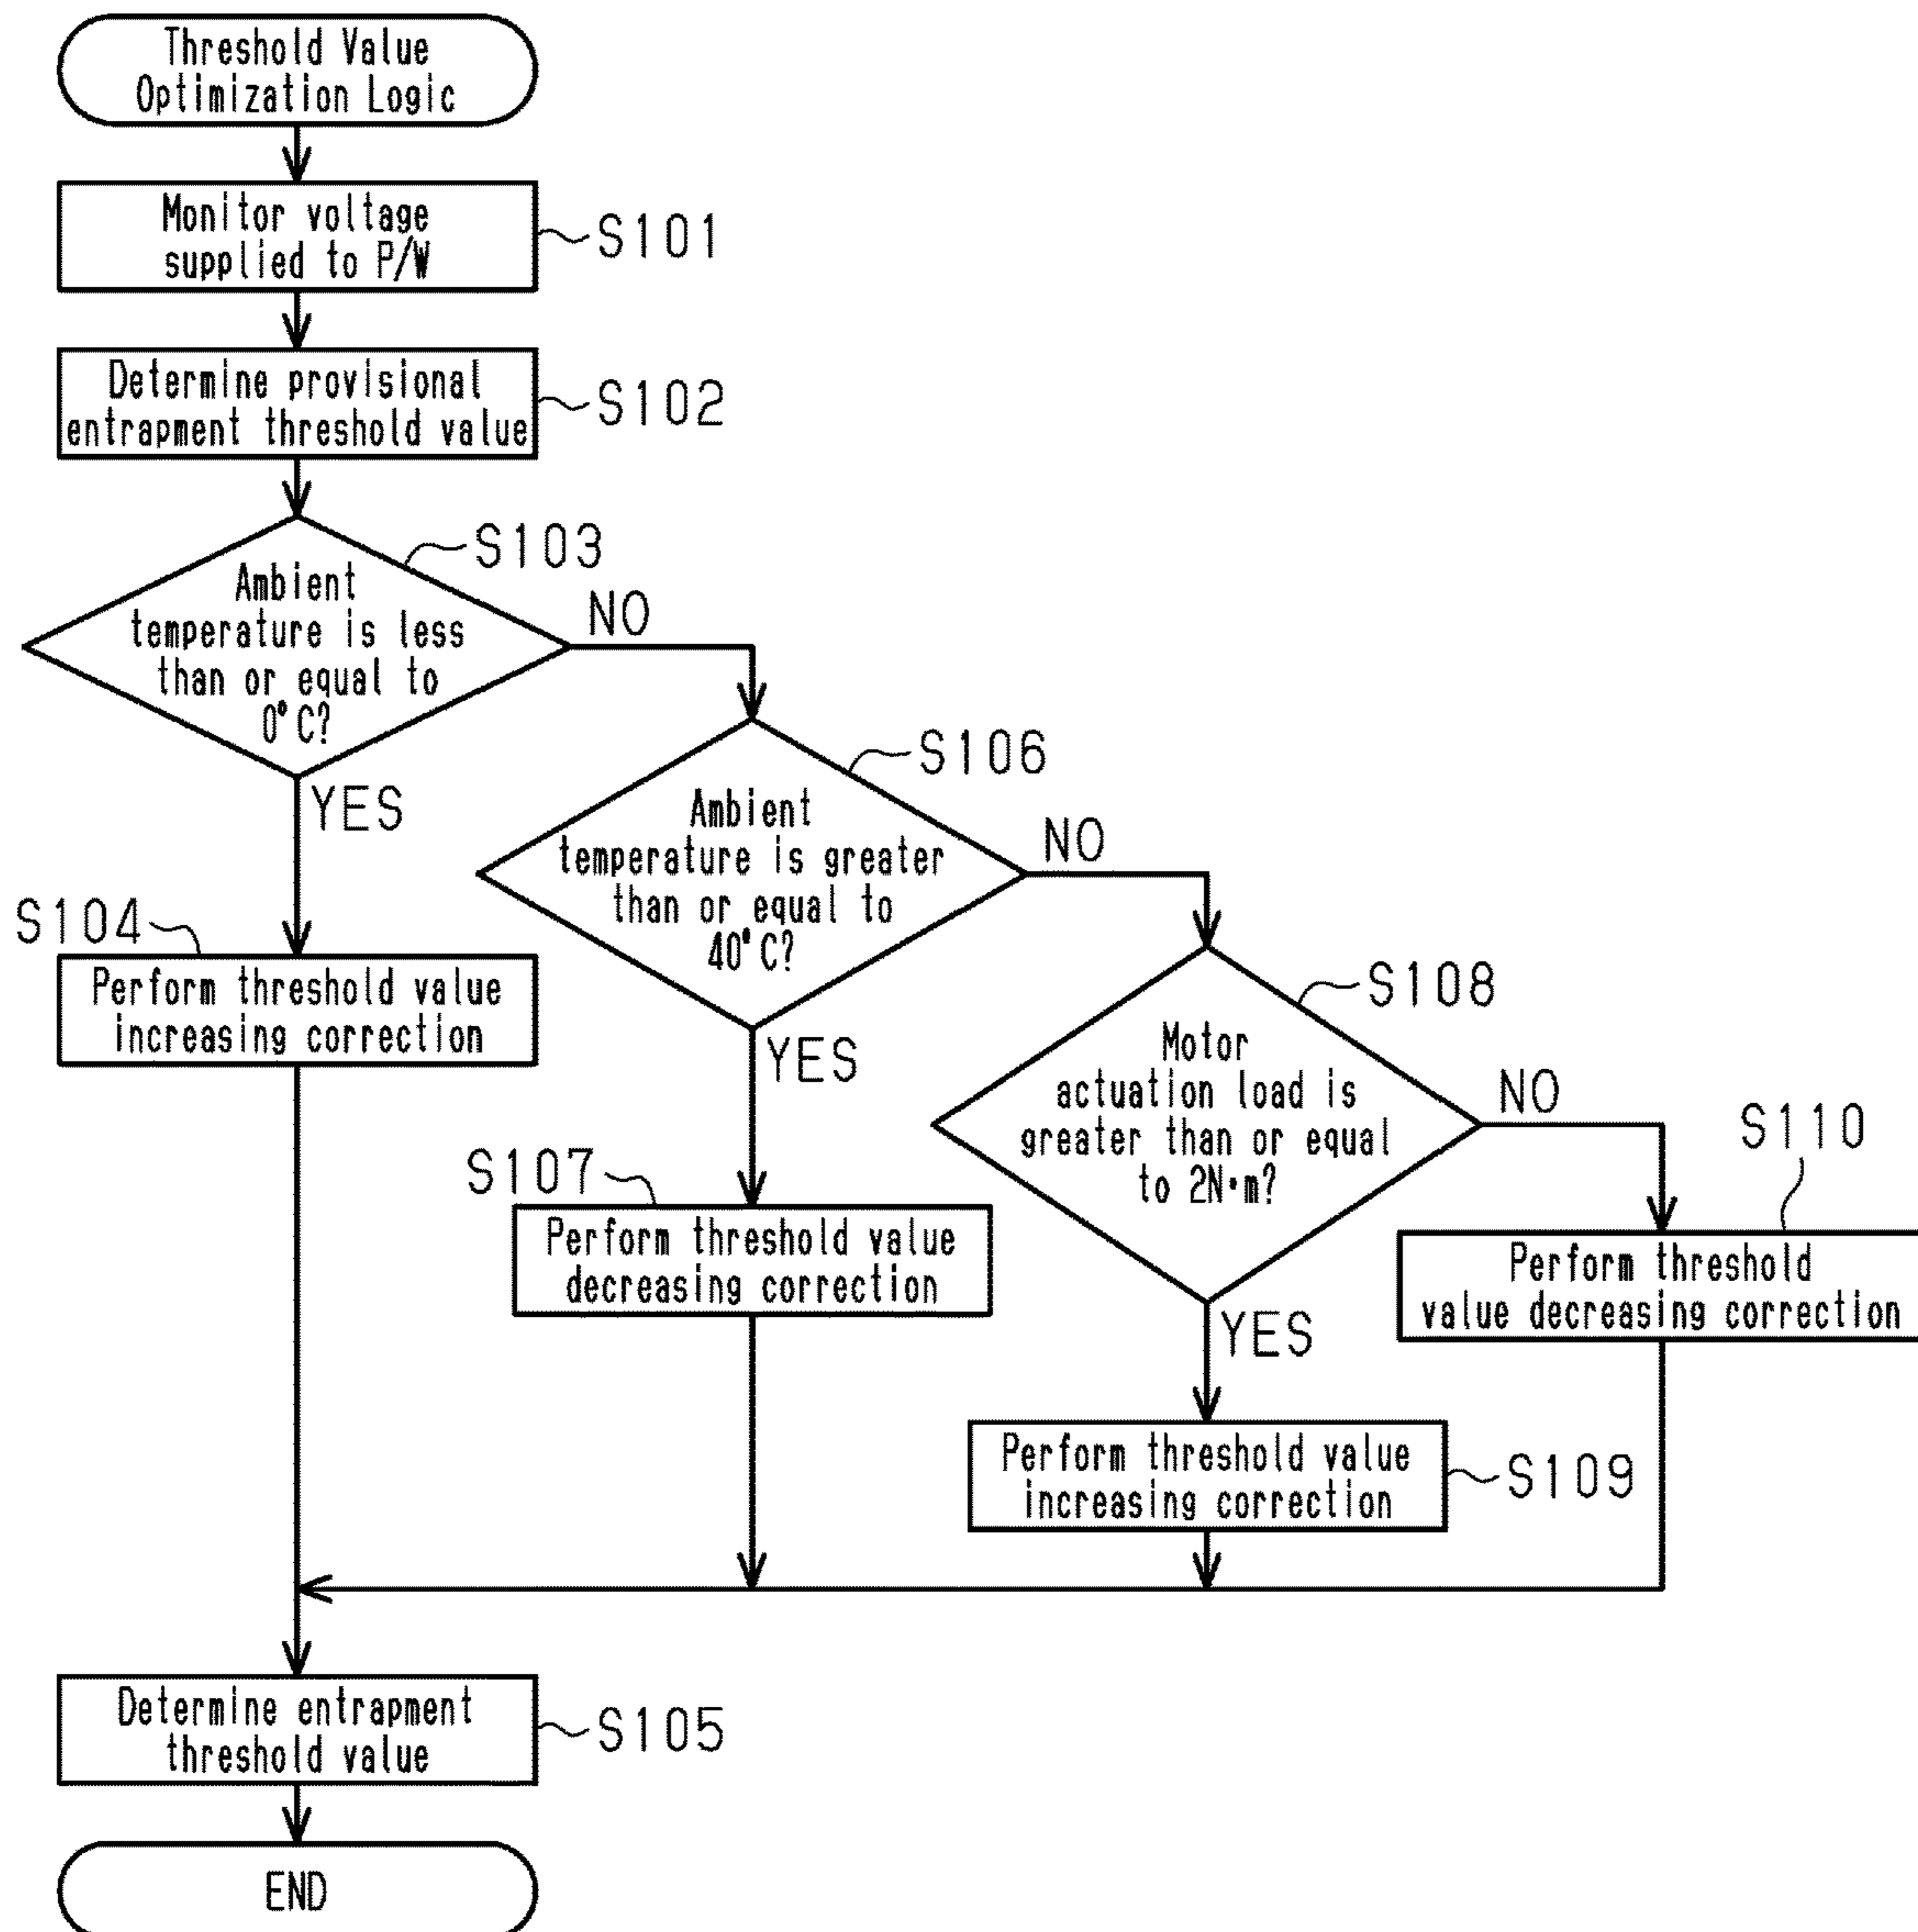 Threshold Value
Optimization Logic
Monitor voltage
supplied to P/W
S101
Determine provisional
entrapment threshold value
S102
S103
Ambient
temperature is less
than or equal to
0°C?
NO
YES
S106
Ambient
temperature is greater
than or equal to
40°C?
NO
YES
S104
Perform threshold value
increasing correction
S108
Motor
actuation load is
greater than or equal
to 2N·m?
NO
YES
S107
Perform threshold value
decreasing correction
S110
Perform threshold
value decreasing correction
Perform threshold value
increasing correction
S109
Determine entrapment
threshold value
S105
END